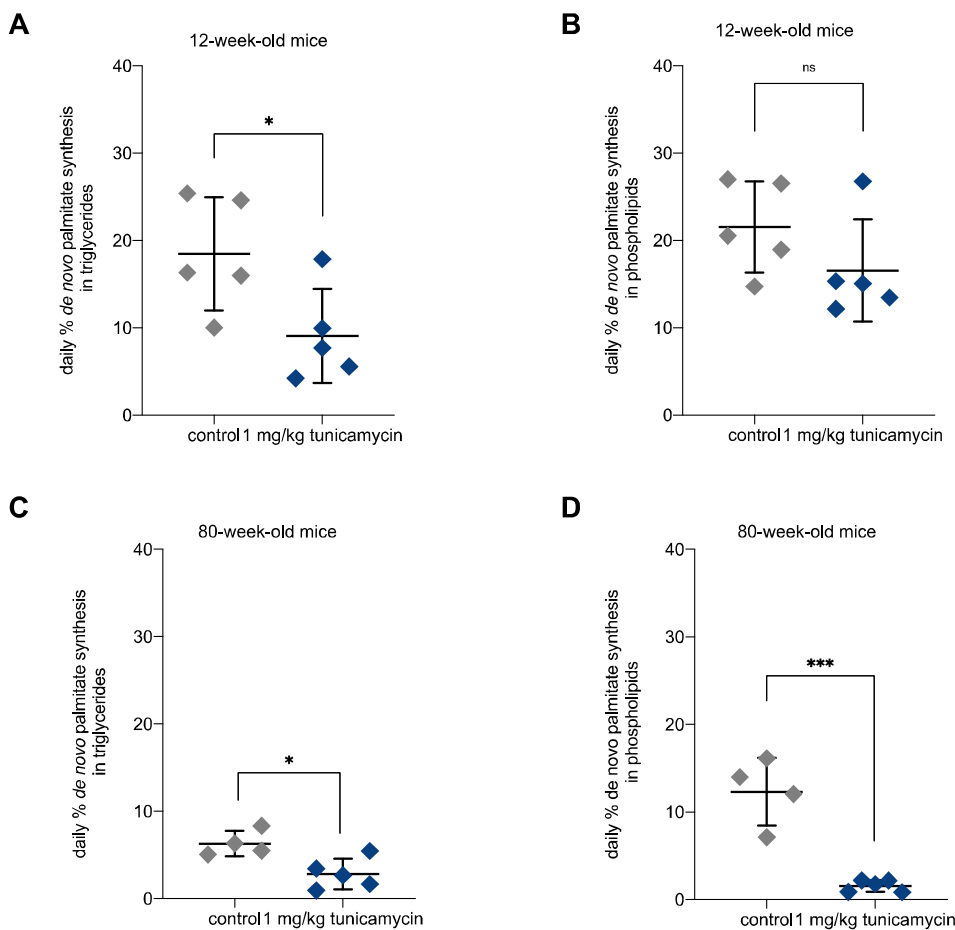 A
12-week-old mice
daily % de novo palmitate synthesis
in triglycerides
40
30
20
10
0
*
control
1 mg/kg tunicamycin
B
12-week-old mice
daily % de novo palmitate synthesis
in phospholipids
40
30
20
10
0
ns
control
1 mg/kg tunicamycin
C
80-week-old mice
daily % de novo palmitate synthesis
in triglycerides
40
30
20
10
0
*
control
1 mg/kg tunicamycin
D
80-week-old mice
daily % de novo palmitate synthesis
in phospholipids
40
30
20
10
0
***
control
1 mg/kg tunicamycin